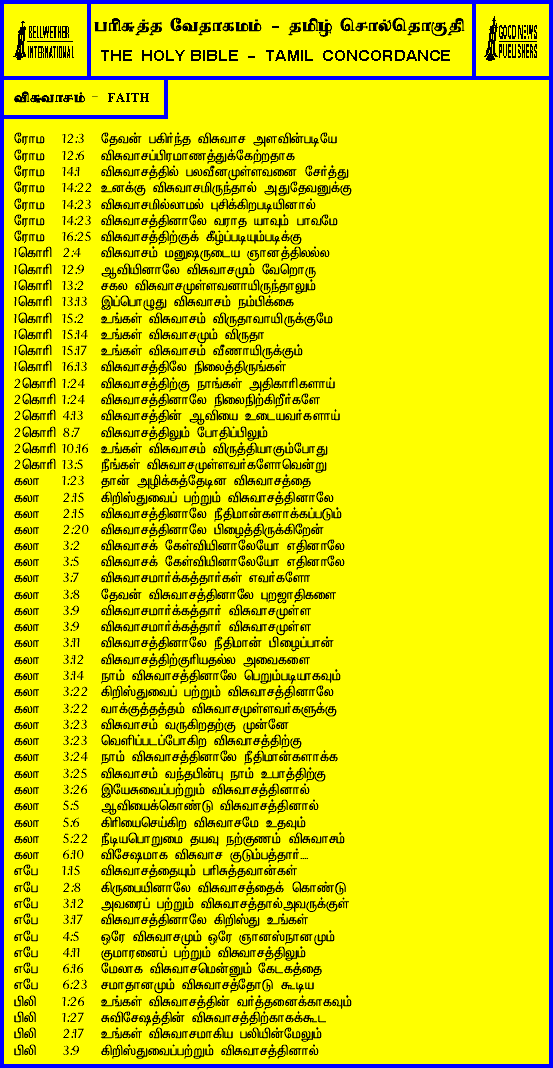 BELLWETHER
INTERNATIONAL
பரிசுத்த வேதாகமம் - தமிழ் சொல்தொகுதி
THE HOLY BIBLE - TAMIL CONCORDANCE
GOOD NEWS
PUBLISHERS
விசுவாசம் - FAITH
ரோம 12:3 தேவன் பகிர்ந்த விசுவாச அளவின்படியே
ரோம 12:6 விசுவாசப்பிரமாணத்துக்கேற்றதாக
ரோம 14:1 விசுவாசத்தில் பலவீனமுள்ளவனை சேர்த்து
ரோம 14:22 உனக்கு விசுவாசமிருந்தால் அதுதேவனுக்கு
ரோம 14:23 விசுவாசமில்லாமல் புசிக்கிறபடியினால்
ரோம 14:23 விசுவாசத்தினாலே வராத யாவும் பாவமே
ரோம 16:25 விசுவாசத்திற்குக் கீழ்ப்படியும்படிக்கு
1கொரி 2:4 விசுவாசம் மனுஷருடைய ஞானத்திலல்ல
1கொரி 12:9 ஆவியினாலே விசுவாசமும் வேறொரு
1கொரி 13:2 சகல விசுவாசமுள்ளவனாயிருந்தாலும்
1கொரி 13:13 இப்பொழுது விசுவாசம் நம்பிக்கை
1கொரி 15:2 உங்கள் விசுவாசம் விருதாவாயிருக்குமே
1கொரி 15:14 உங்கள் விசுவாசமும் விருதா
1கொரி 15:17 உங்கள் விசுவாசம் வீணாயிருக்கும்
1கொரி 16:13 விசுவாசத்திலே நிலைத்திருங்கள்
2கொரி 1:24 விசுவாசத்திற்கு நாங்கள் அதிகாரிகளாய்
2கொரி 1:24 விசுவாசத்தினாலே நிலைநிற்கிறீர்களே
2கொரி 4:13 விசுவாசத்தின் ஆவியை உடையவர்களாய்
2கொரி 8:7 விசுவாசத்திலும் போதிப்பிலும்
2கொரி 10:16 உங்கள் விசுவாசம் விருத்தியாகும்போது
2கொரி 13:5 நீங்கள் விசுவாசமுள்ளவர்களோவென்று
கலா 1:23 தான் அழிக்கத்தேடின விசுவாசத்தை
கலா 2:15 கிறிஸ்துவைப் பற்றும் விசுவாசத்தினாலே
கலா 2:15 விசுவாசத்தினாலே நீதிமான்களாக்கப்படும்
கலா 2:20 விசுவாசத்தினாலே பிழைத்திருக்கிறேன்
கலா 3:2 விசுவாசக் கேள்வியினாலேயோ எதினாலே
கலா 3:5 விசுவாசக் கேள்வியினாலேயோ எதினாலே
கலா 3:7 விசுவாசமார்க்கத்தார்கள் எவர்களோ
கலா 3:8 தேவன் விசுவாசத்தினாலே புறஜாதிகளை
கலா 3:9 விசுவாசமார்க்கத்தார் விசுவாசமுள்ள
கலா 3:9 விசுவாசமார்க்கத்தார் விசுவாசமுள்ள
கலா 3:11 விசுவாசத்தினாலே நீதிமான் பிழைப்பான்
கலா 3:12 விசுவாசத்திற்குரியதல்ல அவைகளை
கலா 3:14 நாம் விசுவாசத்தினாலே பெறும்படியாகவும்
கலா 3:22 கிறிஸ்துவைப் பற்றும் விசுவாசத்தினாலே
கலா 3:22 வாக்குத்தத்தம் விசுவாசமுள்ளவர்களுக்கு
கலா 3:23 விசுவாசம் வருகிறதற்கு முன்னே
கலா 3:23 வெளிப்படப்போகிற விசுவாசத்திற்கு
கலா 3:24 நாம் விசுவாசத்தினாலே நீதிமான்களாக்க
கலா 3:25 விசுவாசம் வந்தபின்பு நாம் உபாத்திற்கு
கலா 3:26 இயேசுவைப்பற்றும் விசுவாசத்தினால்
கலா 5:5 ஆவியைக்கொண்டு விசுவாசத்தினால்
கலா 5:6 கிரியைசெய்கிற விசுவாசமே உதவும்
கலா 5:22 நீடியபொறுமை தயவு நற்குணம் விசுவாசம்
கலா 6:10 விசேஷமாக விசுவாச குடும்பத்தார்....
எபே 1:15 விசுவாசத்தையும் பரிசுத்தவான்கள்
எபே 2:8 கிருபையினாலே விசுவாசத்தைக் கொண்டு
எபே 3:12 அவரைப் பற்றும் விசுவாசத்தால்அவருக்குள்
எபே 3:17 விசுவாசத்தினாலே கிறிஸ்து உங்கள்
எபே 4:5 ஒரே விசுவாசமும் ஒரே ஞானஸ்நானமும்
எபே 4:11 குமாரனைப் பற்றும் விசுவாசத்திலும்
எபே 6:16 மேலாக விசுவாசமென்னும் கேடகத்தை
எபே 6:23 சமாதானமும் விசுவாசத்தோடு கூடிய
பிலி 1:26 உங்கள் விசுவாசத்தின் வர்த்தனைக்காகவும்
பிலி 1:27 சுவிசேஷத்தின் விசுவாசத்திற்காகக்கூட
பிலி 2:17 உங்கள் விசுவாசமாகிய பலியின்மேலும்
பிலி 3:9 கிறிஸ்துவைப்பற்றும் விசுவாசத்தினால்